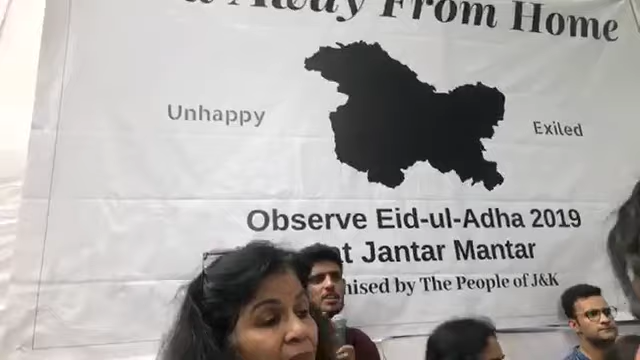 Away From Home
Unhappy
Exiled
Observe Eid-ul-Adha 2019
at Jantar Mantar
nised by The People of J&K